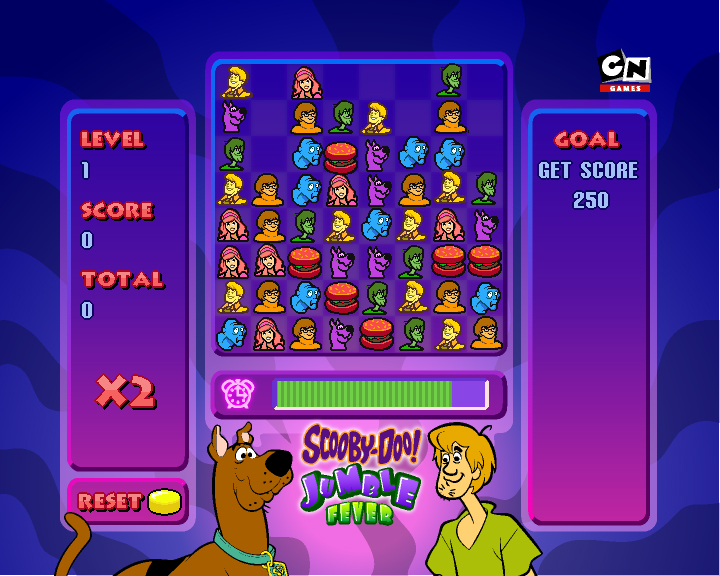 CN
GAMES
LEVEL
1
SCORE
0
TOTAL
0
X2
RESET
GOAL
GET SCORE
250
SCOOBY-DOO!
JUMBLE
FEVER